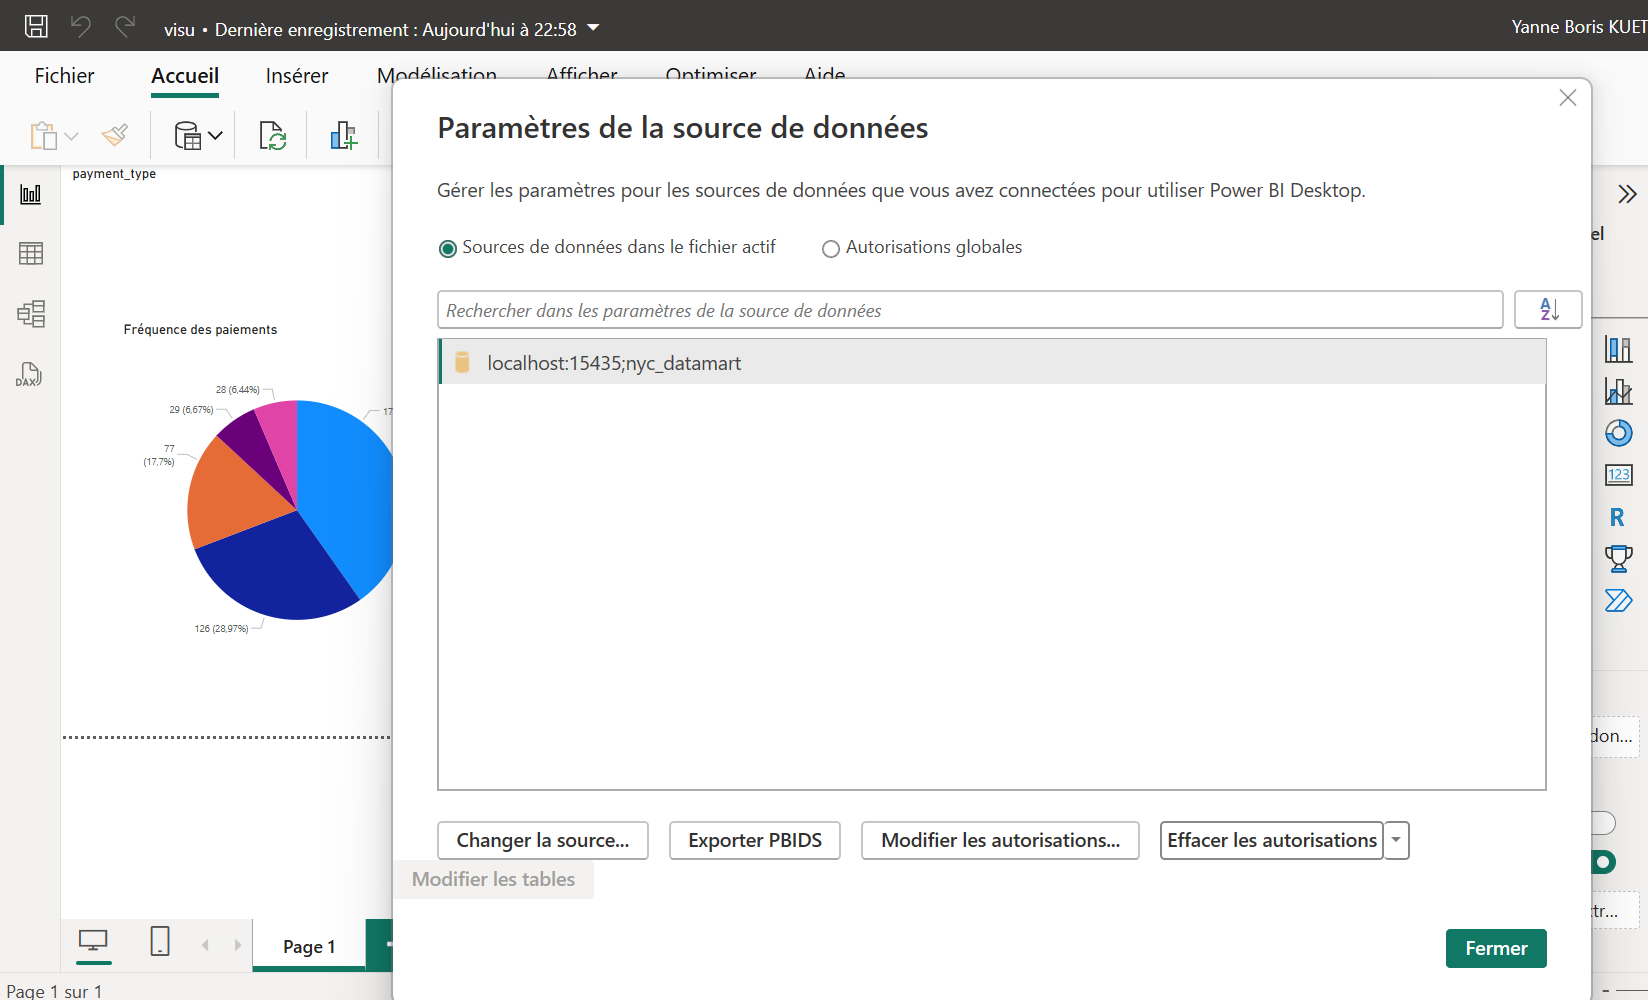 visu • Dernière enregistrement : Aujourd'hui à 22:58
Yanne Boris KUET
Fichier
Accueil
Insérer
Modélisation
Afficher
Optimiser
Aide
payment_type
Fréquence des paiements
28 (6,44%)
29 (6,67%)
17
77
(17,7%)
126 (28,97%)
DAX
Paramètres de la source de données
Gérer les paramètres pour les sources de données que vous avez connectées pour utiliser Power BI Desktop.
Sources de données dans le fichier actif
Autorisations globales
Rechercher dans les paramètres de la source de données
AZ
localhost:15435;nyc_datamart
Changer la source...
Exporter PBIDS
Modifier les autorisations...
Effacer les autorisations
Modifier les tables
Fermer
el
123
R
don...
tr...
Page 1
Page 1 sur 1